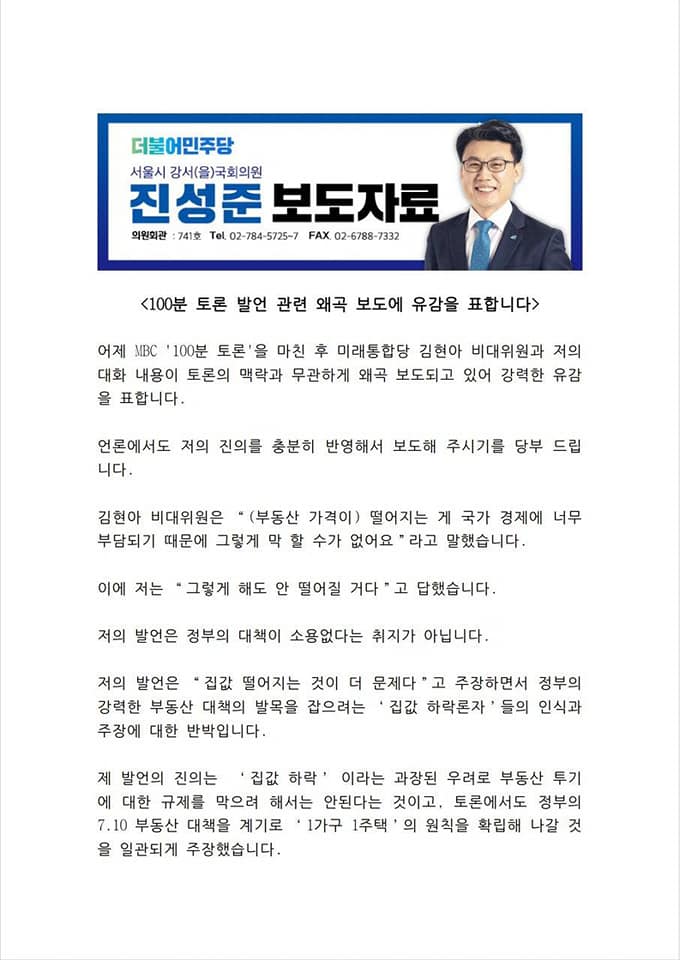 더불어민주당
서울시 강서(을)국회의원
진성준 보도자료
의원회관 : 741호 Tel. 02-784-5725~7 FAX. 02-6788-7332
<100분 토론 발언 관련 왜곡 보도에 유감을 표합니다>
어제 MBC '100분 토론'을 마친 후 미래통합당 김현아 비대위원과 저의
대화 내용이 토론의 맥락과 무관하게 왜곡 보도되고 있어 강력한 유감
을 표합니다.
언론에서도 저의 진의를 충분히 반영해서 보도해 주시기를 당부 드립
니다.
김현아 비대위원은 “(부동산 가격이) 떨어지는 게 국가 경제에 너무
부담되기 때문에 그렇게 막 할 수가 없어요”라고 말했습니다.
이에 저는 “그렇게 해도 안 떨어질 거다”고 답했습니다.
저의 발언은 정부의 대책이 소용없다는 취지가 아닙니다.
저의 발언은 “집값 떨어지는 것이 더 문제다”고 주장하면서 정부의
강력한 부동산 대책의 발목을 잡으려는 ‘집값 하락론자’들의 인식과
주장에 대한 반박입니다.
제 발언의 진의는 ‘집값 하락’ 이라는 과장된 우려로 부동산 투기
에 대한 규제를 막으려 해서는 안된다는 것이고, 토론에서도 정부의
7.10 부동산 대책을 계기로 ‘1가구 1주택’의 원칙을 확립해 나갈 것
을 일관되게 주장했습니다.